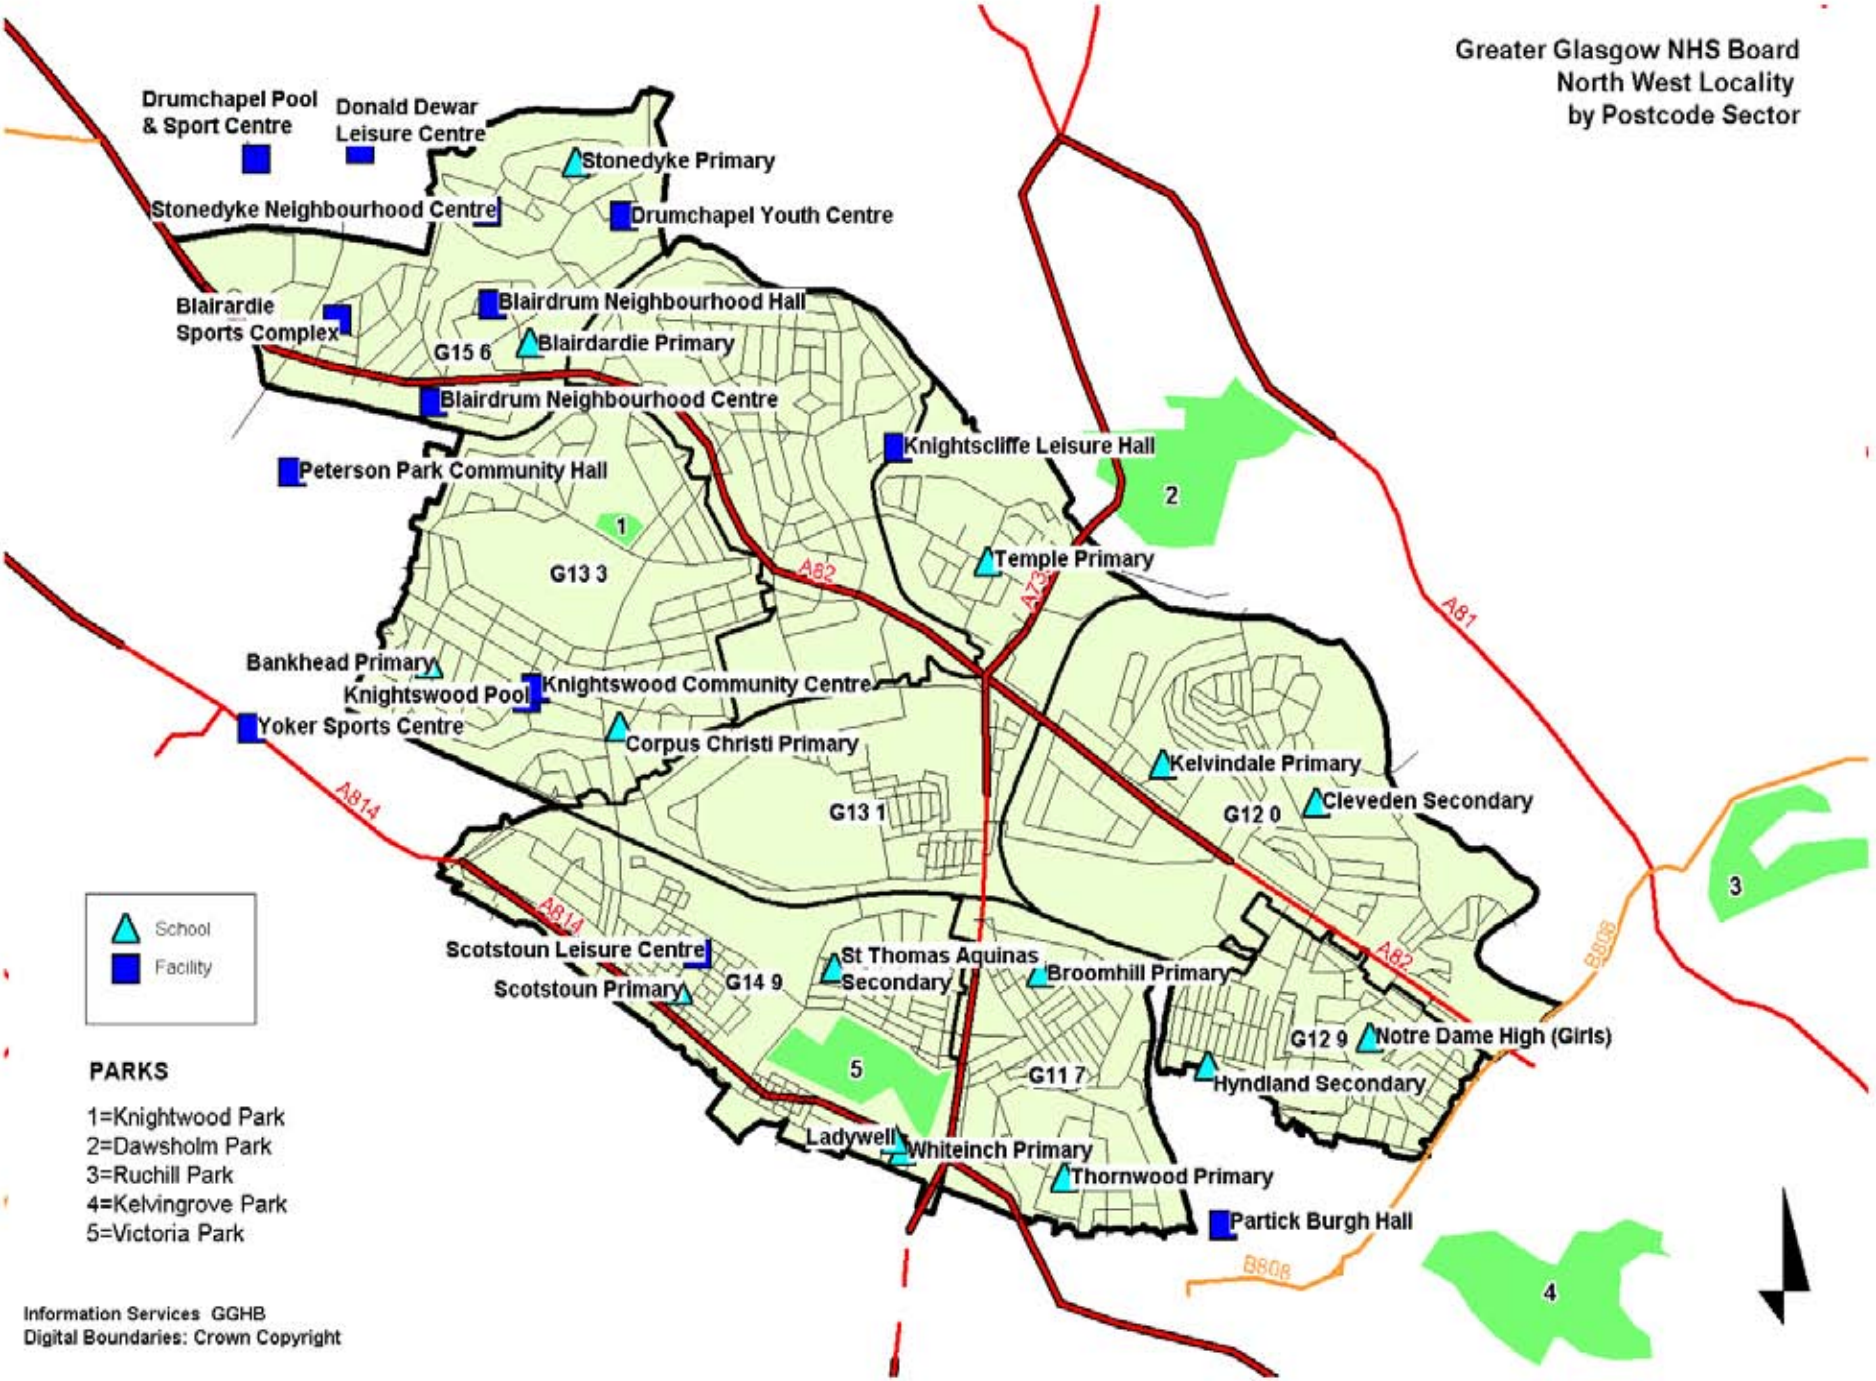 Greater Glasgow NHS Board
North West Locality
by Postcode Sector
Drumchapel Pool
& Sport Centre
Donald Dewar
Leisure Centre
Stonedyke Primary
Stonedyke Neighbourhood Centre
Drumchapel Youth Centre
Blairardie
Sports Complex
Blairdrum Neighbourhood Hall
G15 6
Blairdardie Primary
Blairdrum Neighbourhood Centre
Knightscliffe Leisure Hall
Peterson Park Community Hall
1
2
G13 3
A82
Temple Primary
A73
A81
Bankhead Primary
Knightswood Pool
Knightswood Community Centre
Yoker Sports Centre
Corpus Christi Primary
Kelvindale Primary
A814
G13 1
G12 0
Cleveden Secondary
3
A814
B808
A82
School
Facility
Scotstoun Leisure Centre
Scotstoun Primary
G14 9
St Thomas Aquinas
Secondary
Broomhill Primary
G12 9
Notre Dame High (Girls)
5
G11 7
Hyndland Secondary
PARKS
1=Knightwood Park
2=Dawsholm Park
3=Ruchill Park
4=Kelvingrove Park
5=Victoria Park
Ladywell
Whiteinch Primary
Thornwood Primary
Partick Burgh Hall
B808
4
Information Services GGHB
Digital Boundaries: Crown Copyright